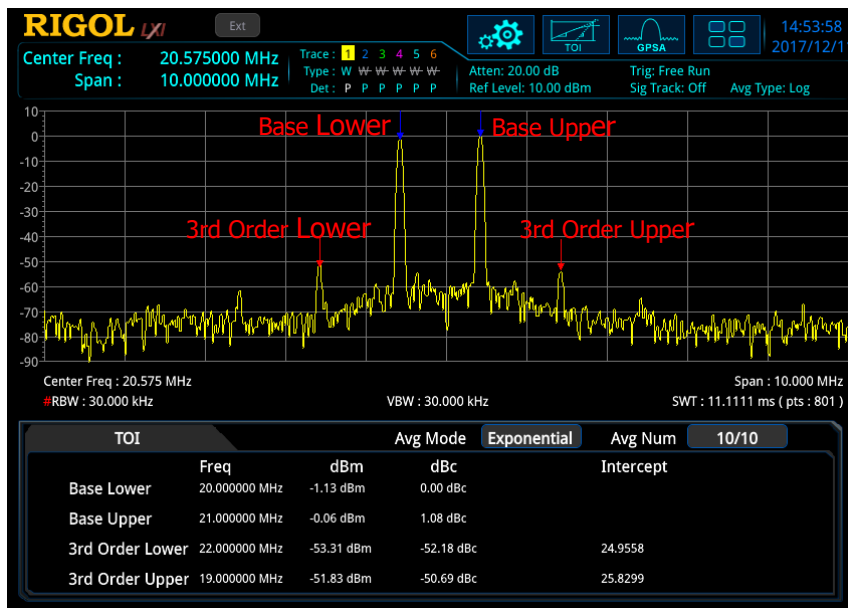 RIGOL LXI Ext
14:53:58
TOI GPSA
2017/12/1
Center Freq : 20.575000 MHz
Span : 10.000000 MHz
Trace : 1 2 3 4 5 6
Type : W W W W W W
Det : P P P P P P
Atten: 20.00 dB
Ref Level: 10.00 dBm
Trig: Free Run
Sig Track: Off
Avg Type: Log
10
0
-10
-20
-30
-40
-50
-60
-70
-80
-90
Base Lower
Base Upper
3rd Order Lower
3rd Order Upper
Center Freq : 20.575 MHz
Span : 10.000 MHz
#RBW : 30.000 kHz
VBW : 30.000 kHz
SWT : 11.1111 ms ( pts : 801 )
TOI Avg Mode Exponential Avg Num 10/10
Freq dBm dBc Intercept
Base Lower 20.000000 MHz -1.13 dBm 0.00 dBc
Base Upper 21.000000 MHz -0.06 dBm 1.08 dBc
3rd Order Lower 22.000000 MHz -53.31 dBm -52.18 dBc 24.9558
3rd Order Upper 19.000000 MHz -51.83 dBm -50.69 dBc 25.8299